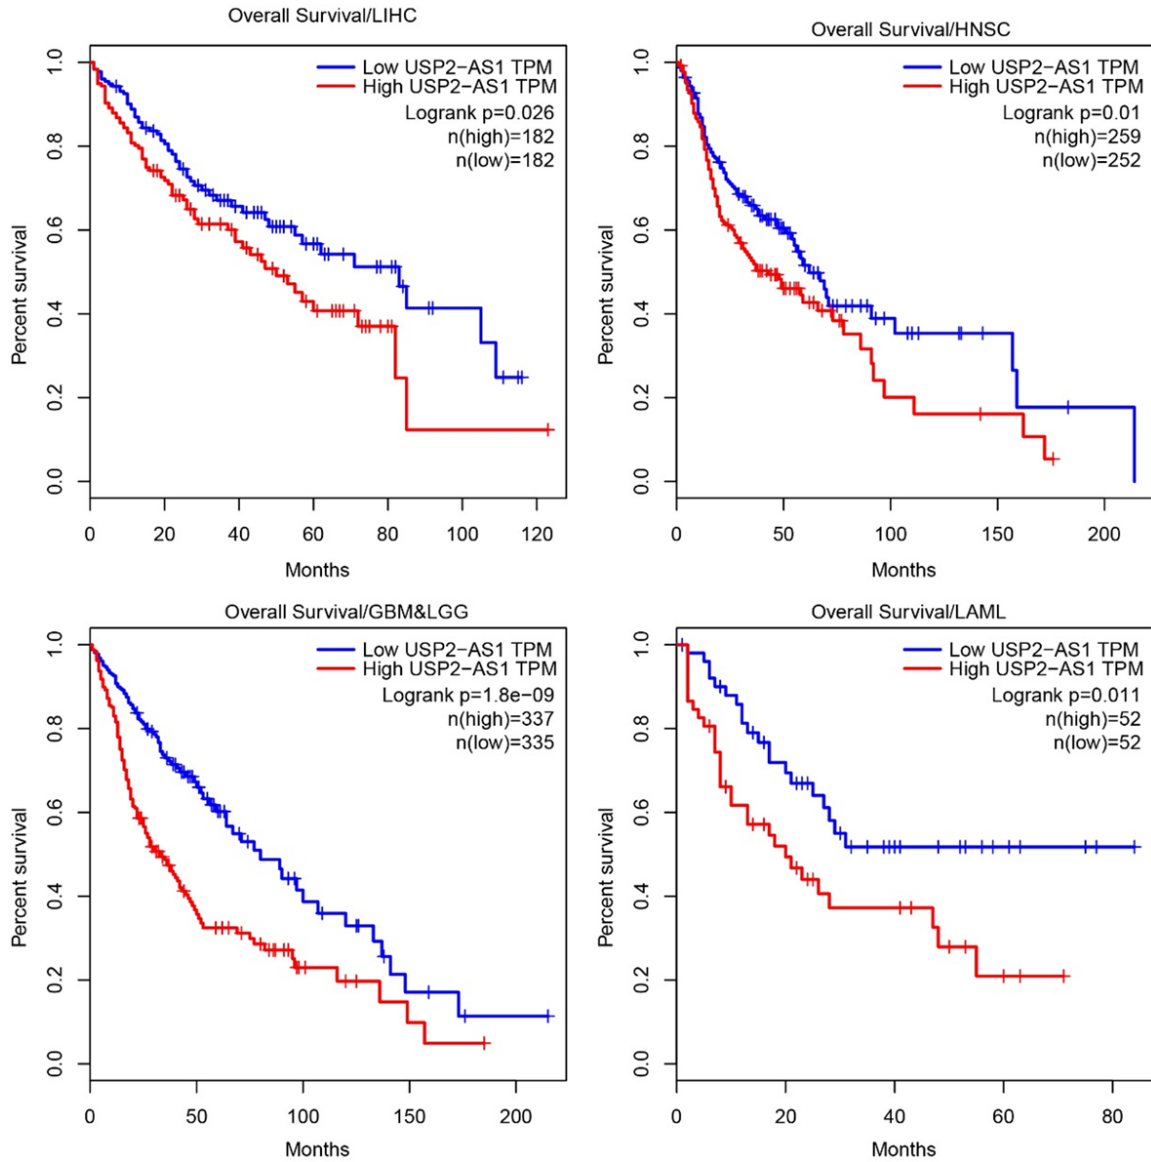 Overall Survival/LIHC
Low USP2-AS1 TPM
High USP2-AS1 TPM
Logrank p=0.026
n(high)=182
n(low)=182
Percent survival
0.0 0.2 0.4 0.6 0.8 1.0
0 20 40 60 80 100 120
Months
Overall Survival/HNSC
Low USP2-AS1 TPM
High USP2-AS1 TPM
Logrank p=0.01
n(high)=259
n(low)=252
Percent survival
0.0 0.2 0.4 0.6 0.8 1.0
0 50 100 150 200
Months
Overall Survival/GBM&LGG
Low USP2-AS1 TPM
High USP2-AS1 TPM
Logrank p=1.8e-09
n(high)=337
n(low)=335
Percent survival
0.0 0.2 0.4 0.6 0.8 1.0
0 50 100 150 200
Months
Overall Survival/LAML
Low USP2-AS1 TPM
High USP2-AS1 TPM
Logrank p=0.011
n(high)=52
n(low)=52
Percent survival
0.0 0.2 0.4 0.6 0.8 1.0
0 20 40 60 80
Months